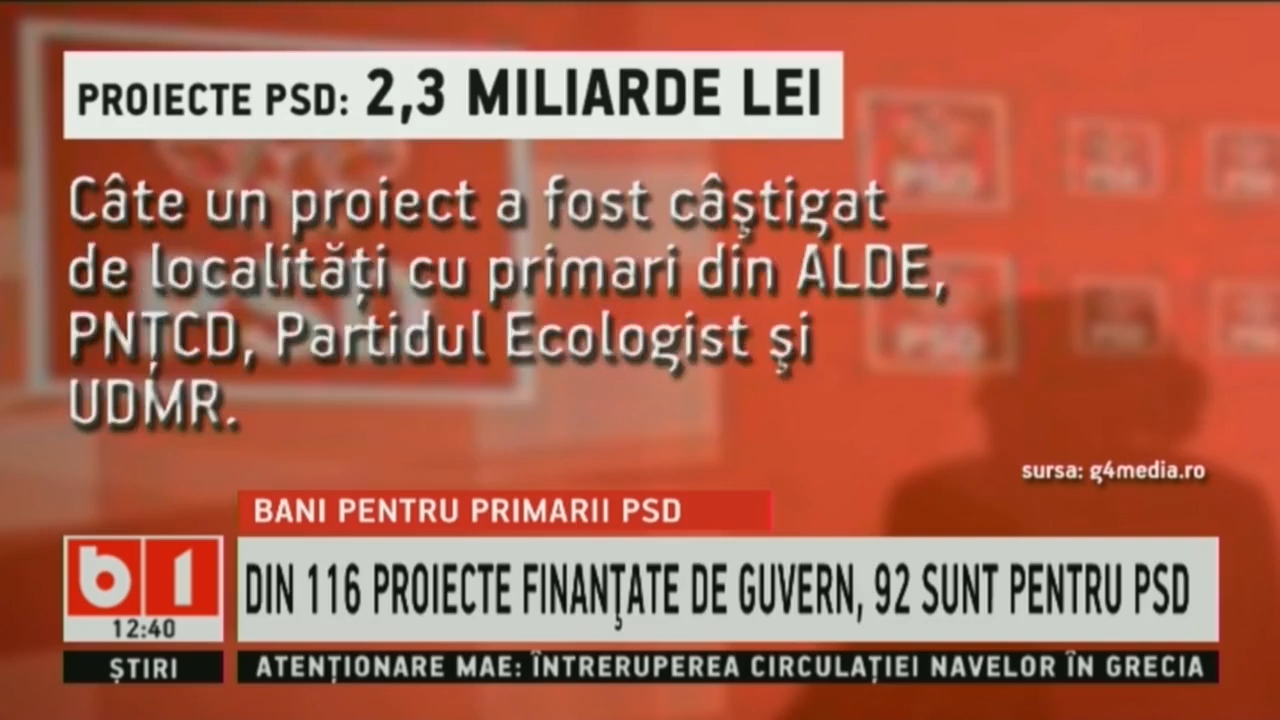 PROIECTE PSD: 2,3 MILIARDE LEI
Câte un proiect a fost câştigat
de localităţi cu primari din ALDE,
PNŢCD, Partidul Ecologist şi
UDMR.
sursa: g4media.ro
BANI PENTRU PRIMARII PSD
b1
DIN 116 PROIECTE FINANŢATE DE GUVERN, 92 SUNT PENTRU PSD
12:40
ŞTIRI
ATENŢIONARE MAE: ÎNTRERUPEREA CIRCULAŢIEI NAVELOR ÎN GRECIA